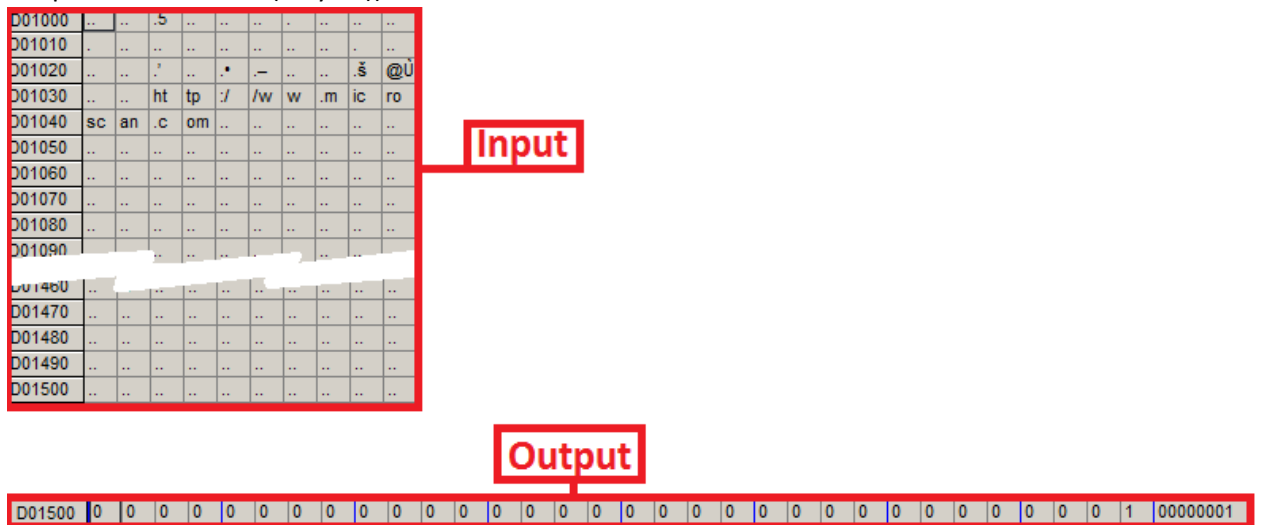 D01000 .. .. .5 .. .. .. . .. .. ..
D01010 . .. .. .. .. .. .. .. . ..
D01020 .. .. .’ .. .• .– .. .. .š @Ù
D01030 .. .. ht tp :/ /w w .m ic ro
D01040 sc an .c om .. .. .. .. .. ..
D01050 .. .. .. .. .. .. .. .. .. ..
D01060 .. .. .. .. .. .. .. .. .. ..
D01070 .. .. .. .. .. .. .. .. .. ..
D01080 .. .. .. .. .. .. .. .. .. ..
D01090 .. .. .. .. ..
D01460 .. .. .. .. .. .. .. .. ..
D01470 .. .. .. .. .. .. .. .. .. ..
D01480 .. .. .. .. .. .. .. .. .. ..
D01490 .. .. .. .. .. .. .. .. .. ..
D01500 .. .. .. .. .. .. .. .. .. ..
Input
Output
D01500 0 0 0 0 0 0 0 0 0 0 0 0 0 0 0 0 0 0 0 0 0 0 0 0 0 0 0 0 0 0 0 1 00000001